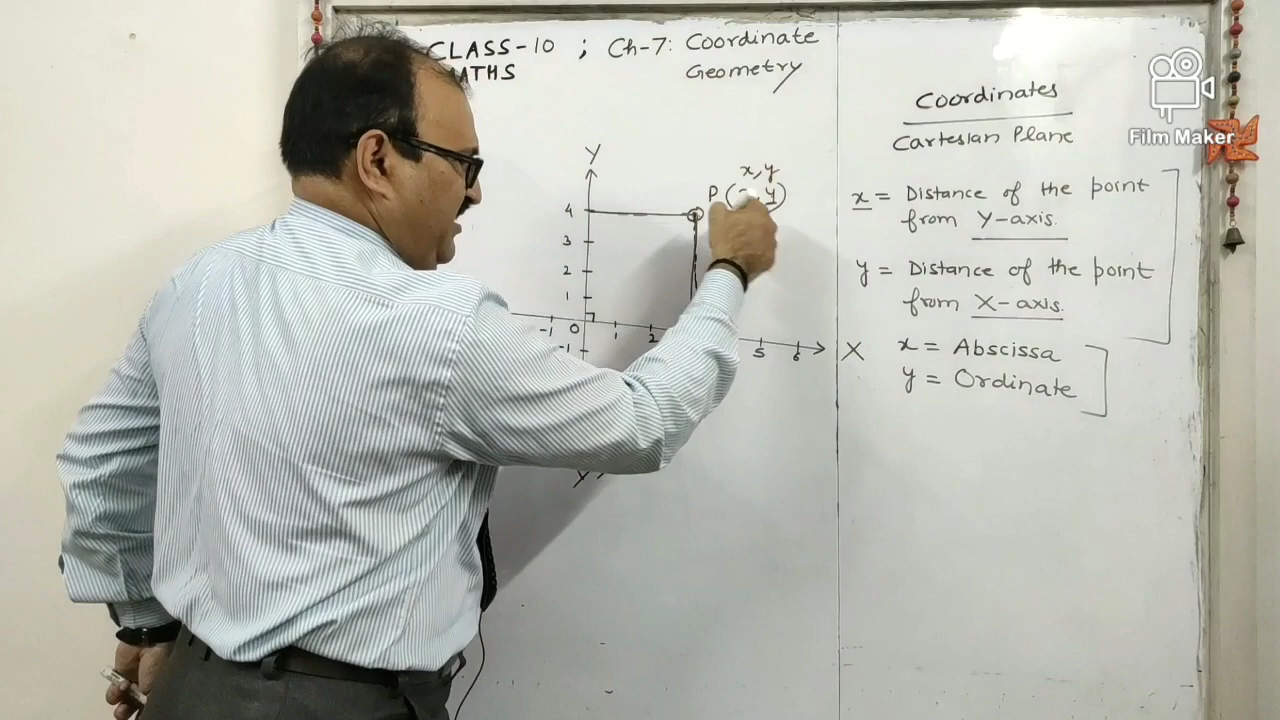 CLASS-10 ; Ch-7: Coordinate
Geometry
Coordinates
Cartesian Plane
x = Distance of the point
from Y-axis.
y = Distance of the point
from X-axis.
x = Abscissa
y = Ordinate
Y
x, y
P ( , y)
4
3
2
1
-1 0 1 2 5 6 X
-1
Film Maker